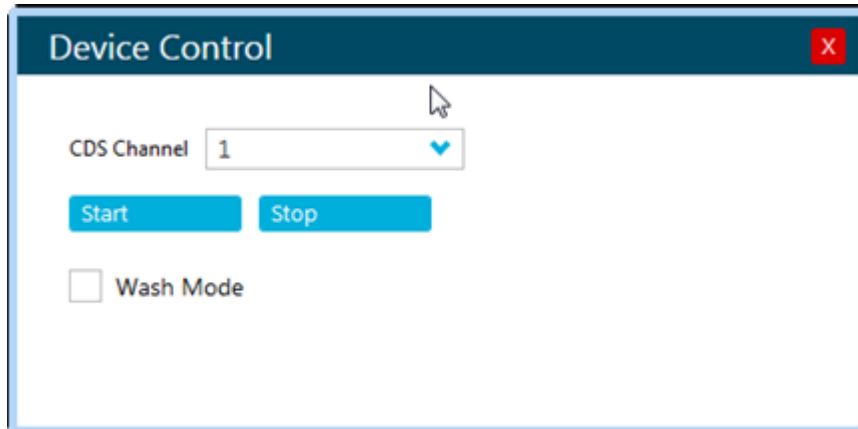 Device Control X
CDS Channel 1
Start Stop
Wash Mode